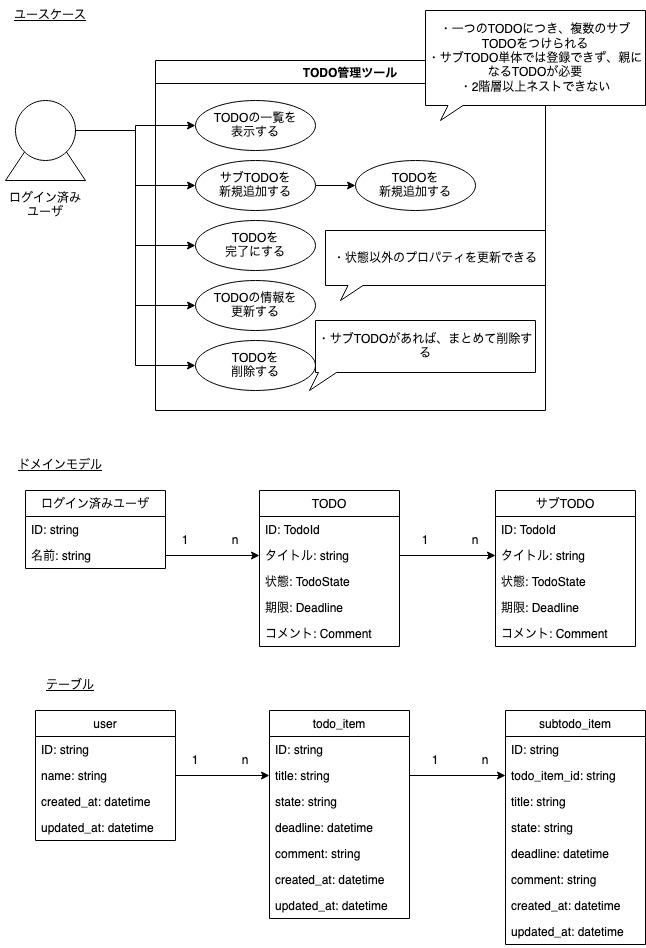 ユースケース
・一つのTODOにつき、複数のサブ
TODOをつけられる
・サブTODO単体では登録できず、親に
なるTODOが必要
・2階層以上ネストできない
TODO管理ツール
ログイン済み
ユーザ
TODOの一覧を
表示する
サブTODOを
新規追加する
TODOを
新規追加する
TODOを
完了にする
・状態以外のプロパティを更新できる
TODOの情報を
更新する
・サブTODOがあれば、まとめて削除す
る
TODOを
削除する
ドメインモデル
ログイン済みユーザ
ID: string
名前: string
1
n
TODO
ID: TodoId
タイトル: string
状態: TodoState
期限: Deadline
コメント: Comment
1
n
サブTODO
ID: TodoId
タイトル: string
状態: TodoState
期限: Deadline
コメント: Comment
テーブル
user
ID: string
name: string
created_at: datetime
updated_at: datetime
1
n
todo_item
ID: string
title: string
state: string
deadline: datetime
comment: string
created_at: datetime
updated_at: datetime
1
n
subtodo_item
ID: string
todo_item_id: string
title: string
state: string
deadline: datetime
comment: string
created_at: datetime
updated_at: datetime